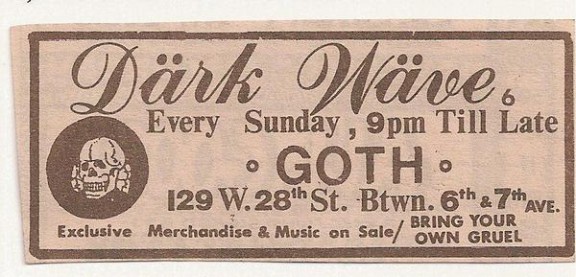 Därk Wäve 6
Every Sunday, 9pm Till Late
• GOTH •
129 W. 28th St. Btwn. 6th & 7th AVE.
Exclusive Merchandise & Music on Sale/ BRING YOUR OWN GRUEL